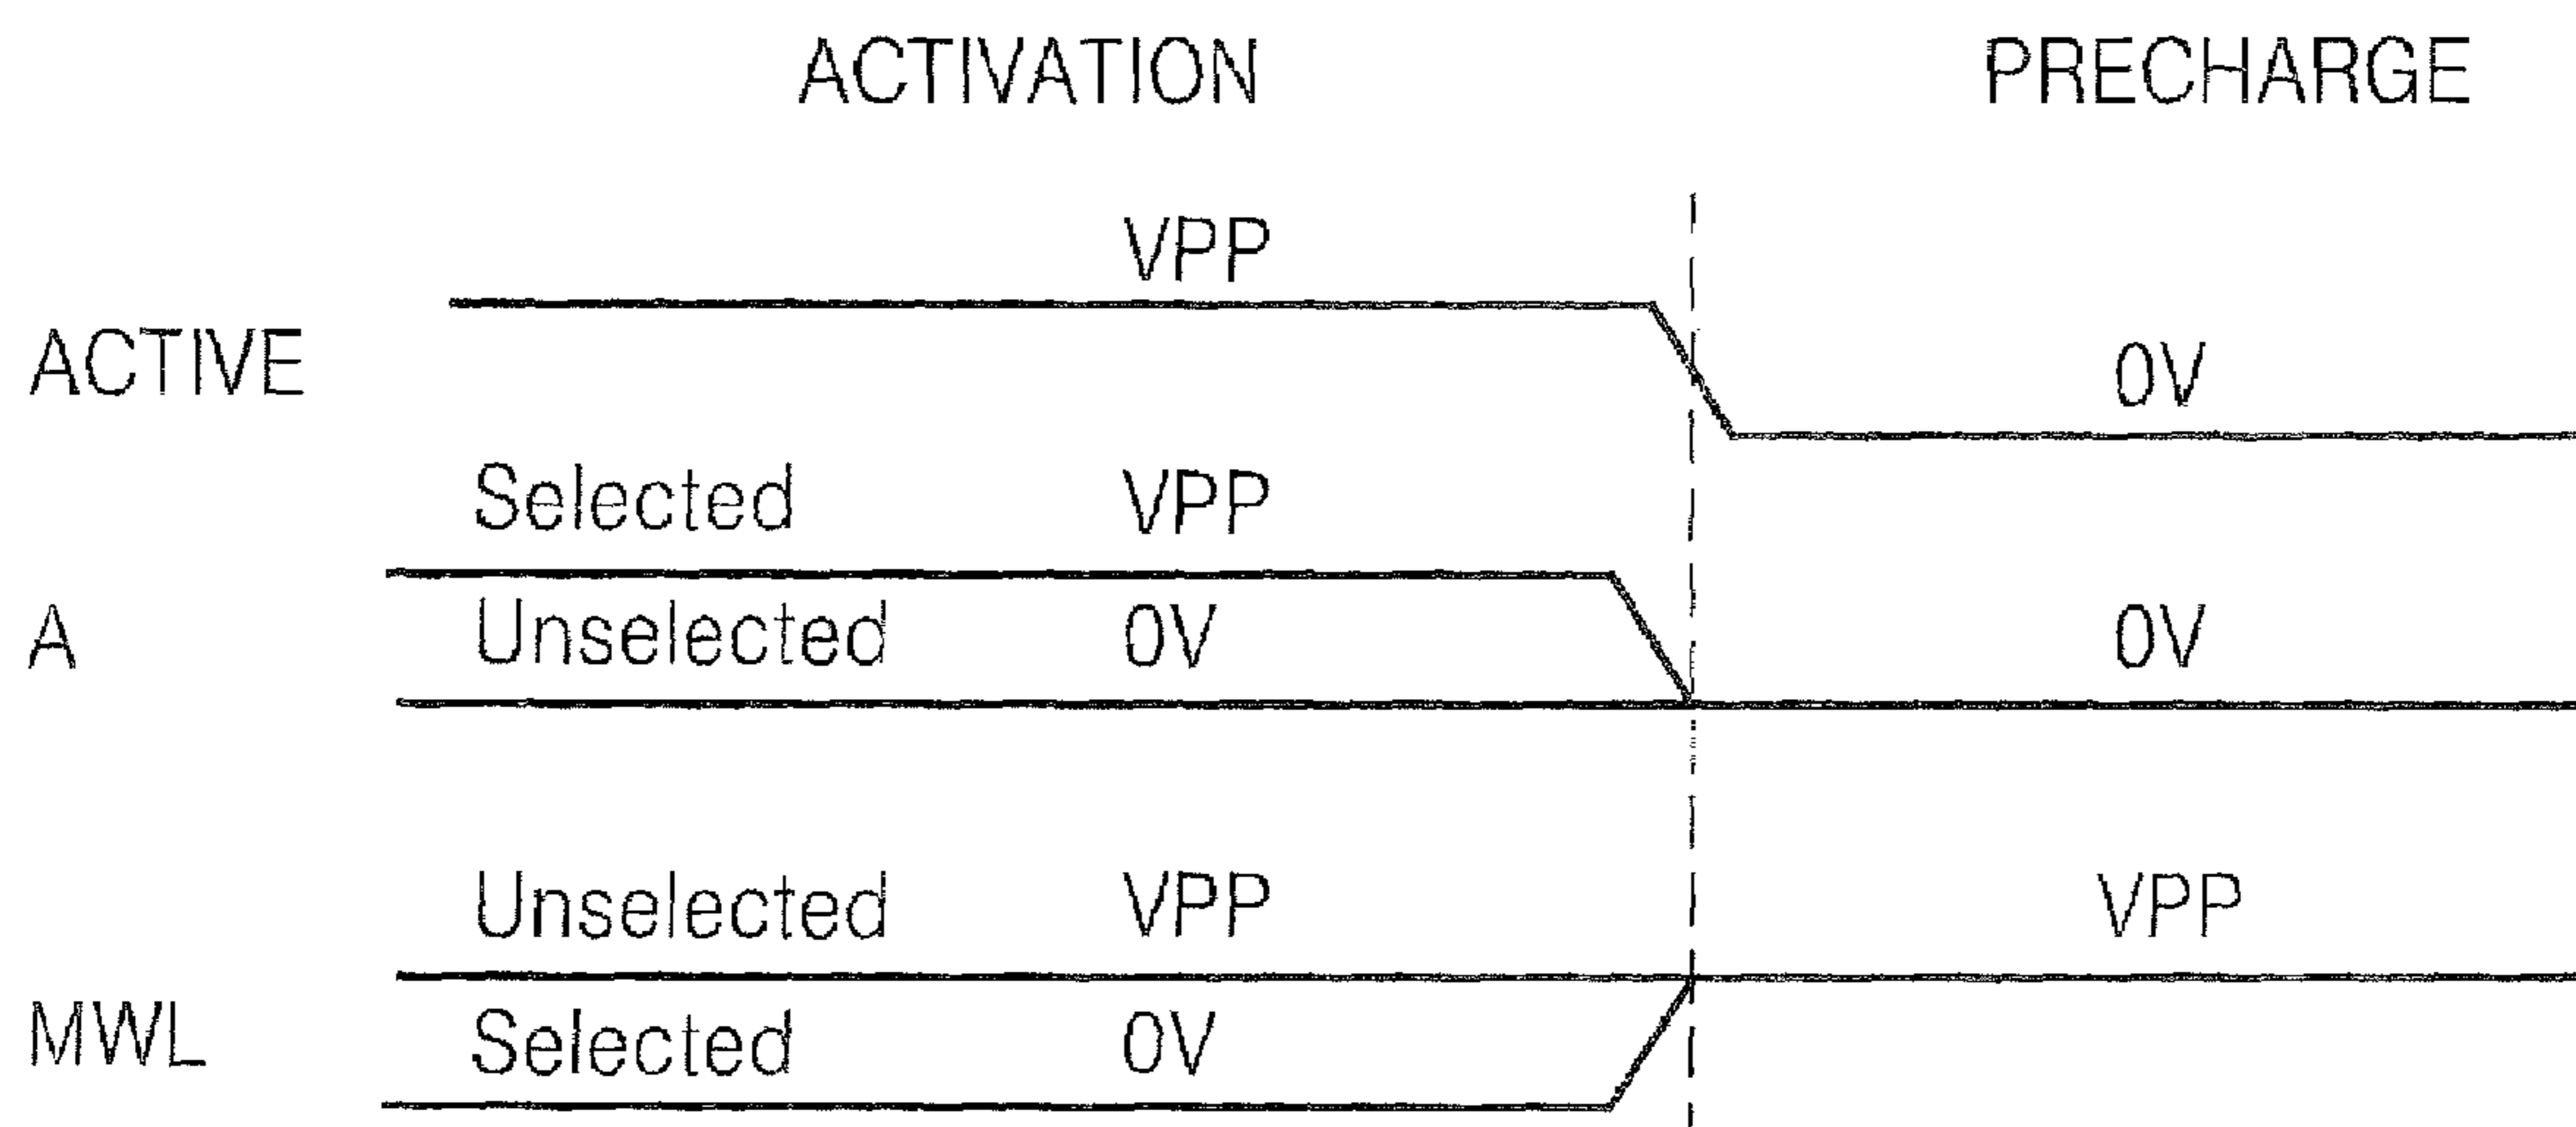 ACTIVATION PRECHARGE
VPP
ACTIVE 0V
Selected VPP
A Unselected 0V 0V
Unselected VPP VPP
MWL Selected 0V